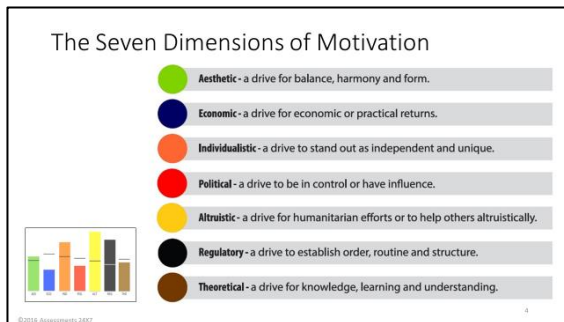 The Seven Dimensions of Motivation
Aesthetic - a drive for balance, harmony and form.
Economic - a drive for economic or practical returns.
Individualistic - a drive to stand out as independent and unique.
Political - a drive to be in control or have influence.
Altruistic - a drive for humanitarian efforts or to help others altruistically.
Regulatory - a drive to establish order, routine and structure.
Theoretical - a drive for knowledge, learning and understanding.
4
©2016 Assessments 24X7